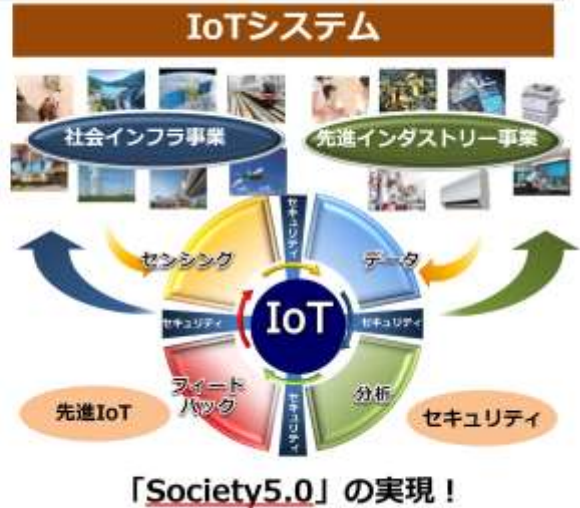 IoTシステム
社会インフラ事業
先進インダストリー事業
セキュリティ
センシング
データ
セキュリティ
IoT
セキュリティ
フィード
バック
分析
セキュリティ
先進IoT
セキュリティ
「Society5.0」の実現！